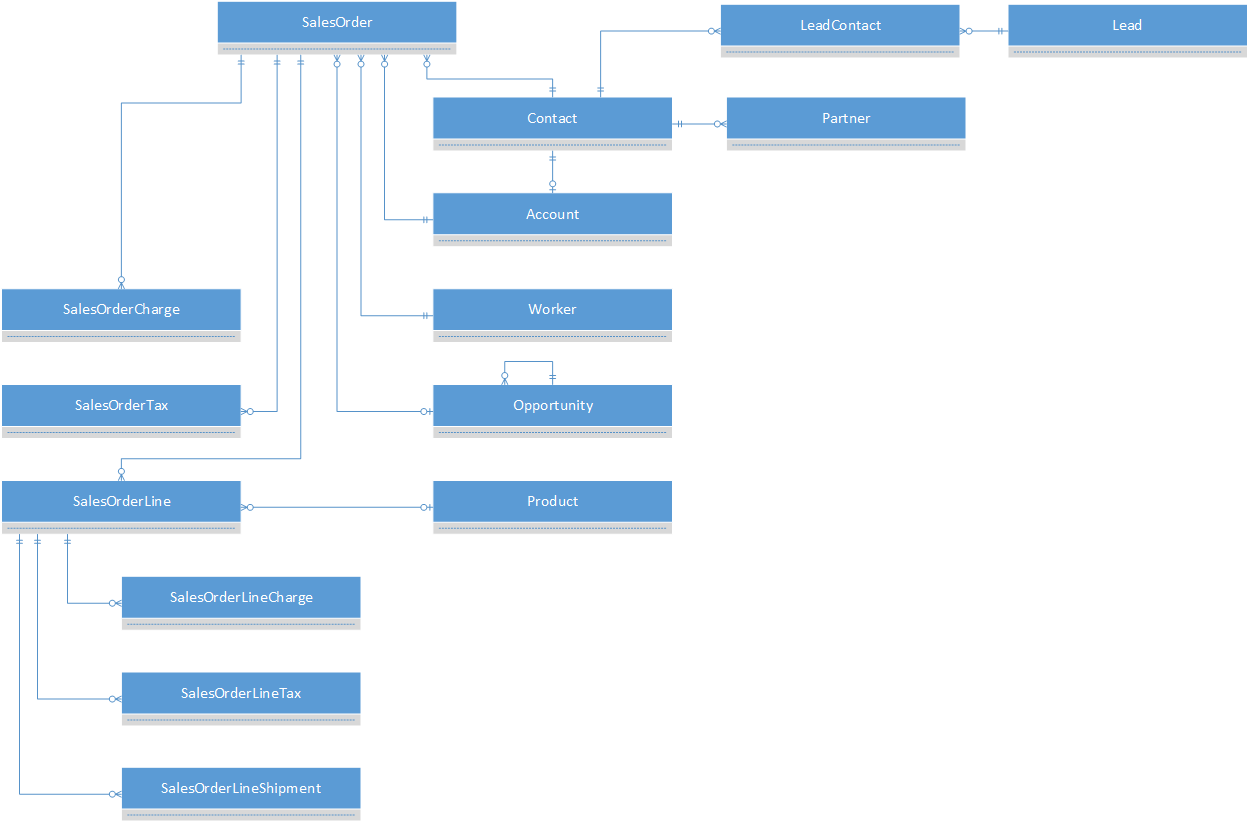 SalesOrder
LeadContact
Lead
Contact
Partner
Account
SalesOrderCharge
Worker
SalesOrderTax
Opportunity
SalesOrderLine
Product
SalesOrderLineCharge
SalesOrderLineTax
SalesOrderLineShipment